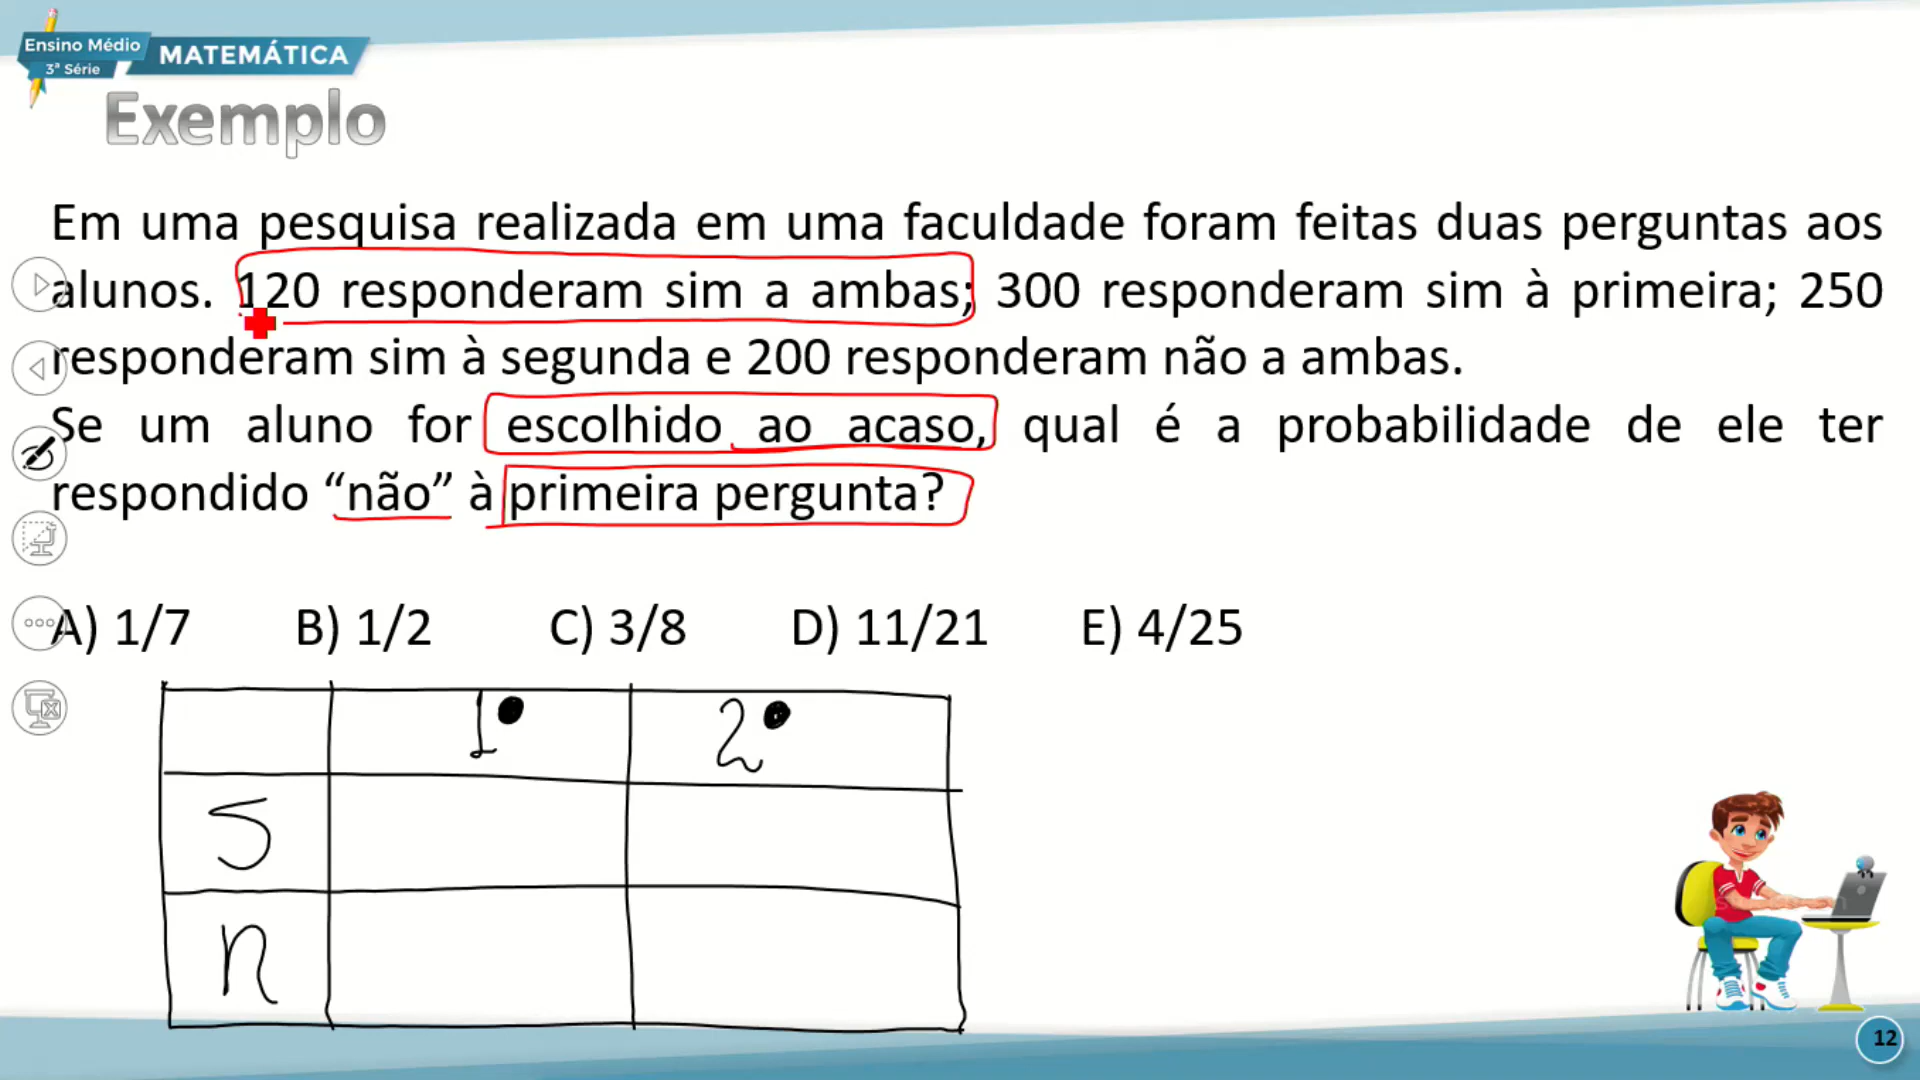 Ensino Médio
3ª Série
MATEMÁTICA
Exemplo
Em uma pesquisa realizada em uma faculdade foram feitas duas perguntas aos
alunos. 120 responderam sim a ambas; 300 responderam sim à primeira; 250
responderam sim à segunda e 200 responderam não a ambas.
Se um aluno for escolhido ao acaso, qual é a probabilidade de ele ter
respondido “não” à primeira pergunta?
A) 1/7 B) 1/2 C) 3/8 D) 11/21 E) 4/25
1• 2•
S
n
12